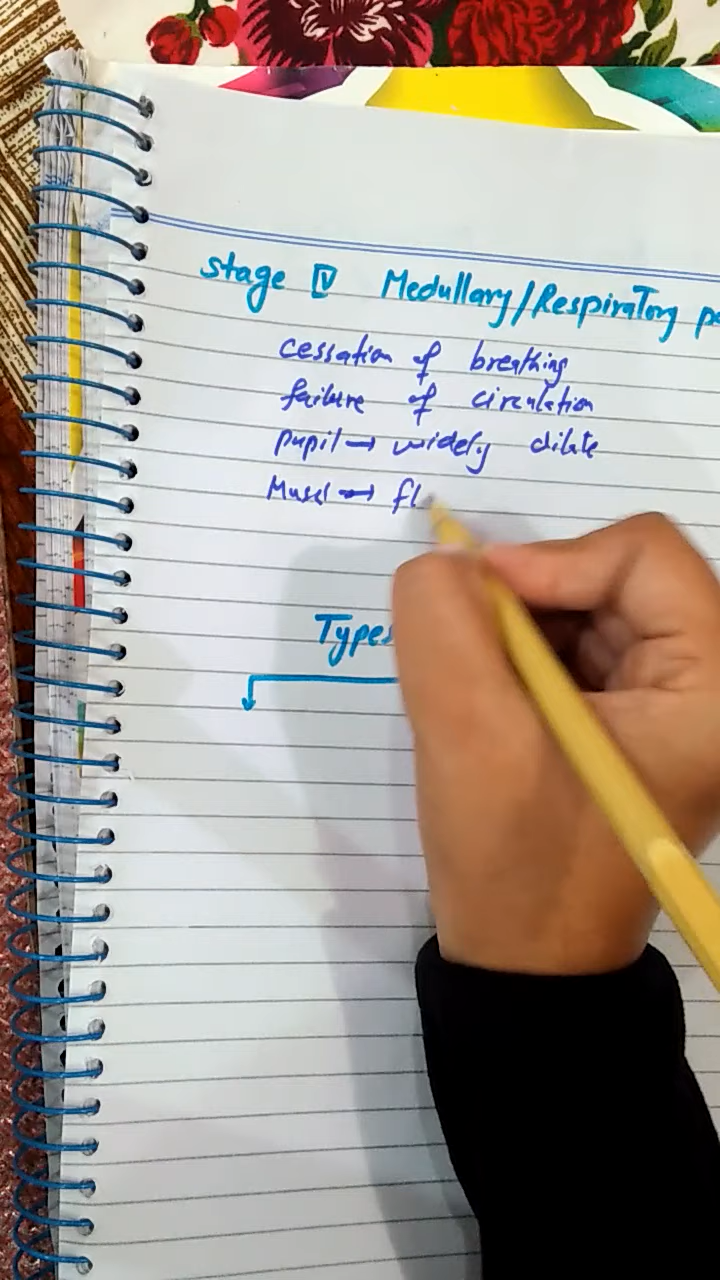 stage IV Medullary/Respiratory
cessation of breathing
failure of circulation
pupil → widely dilate
Muscl → fl
Types